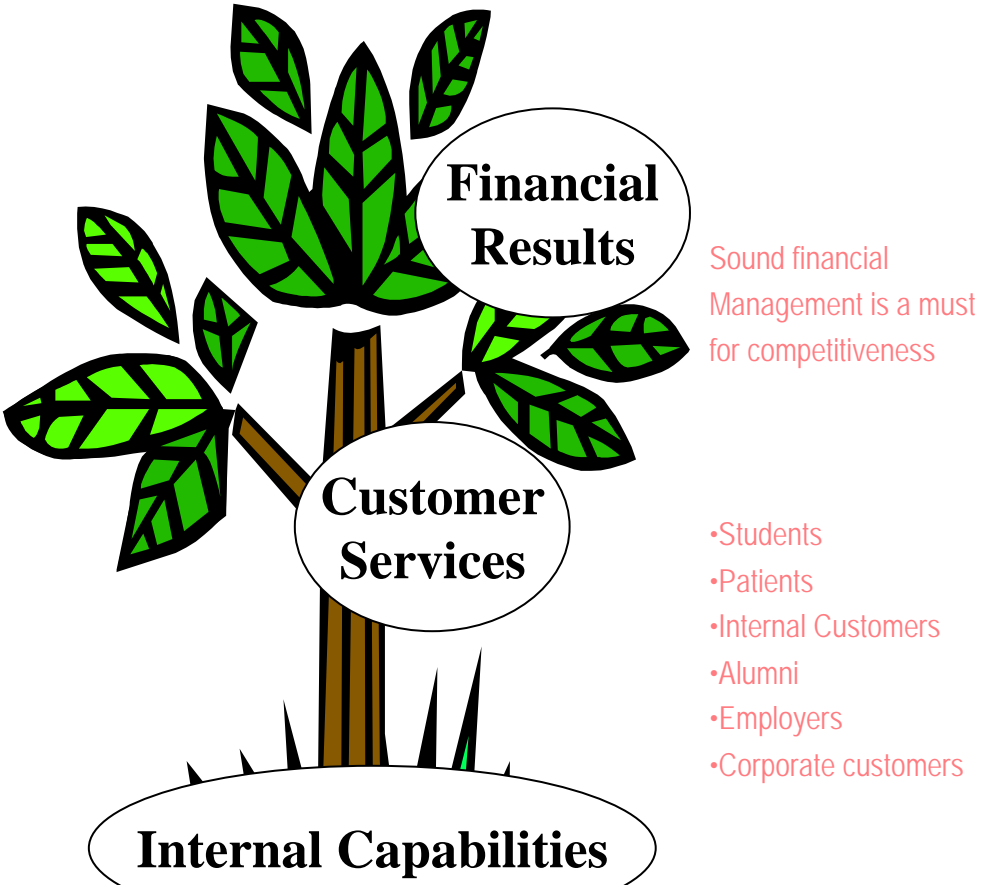 Financial
Results
Sound financial
Management is a must
for competitiveness
Customer
Services
•Students
•Patients
•Internal Customers
•Alumni
•Employers
•Corporate customers
Internal Capabilities